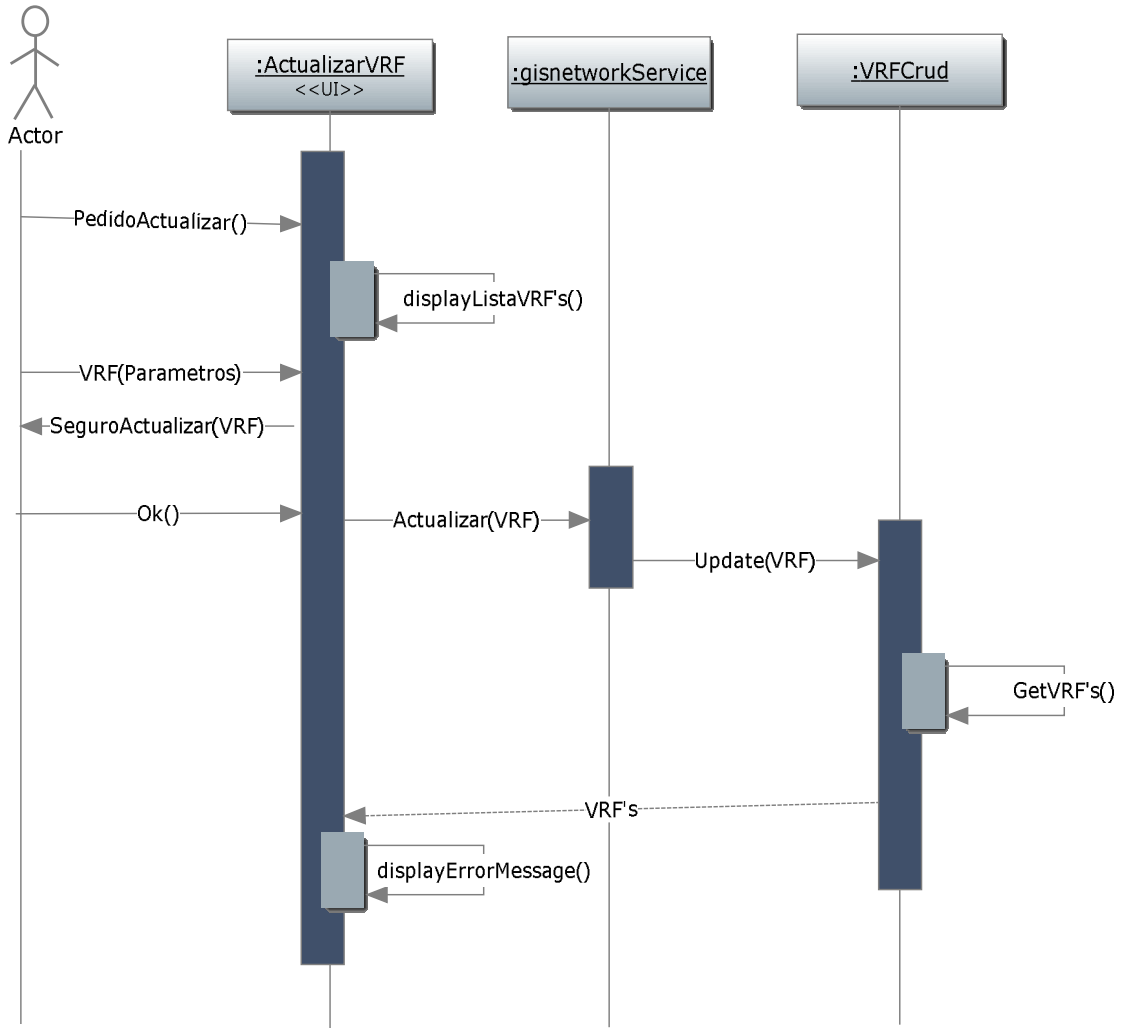 :ActualizarVRF
<<UI>>
:gisnetworkService
:VRFCrud
Actor
PedidoActualizar()
displayListaVRF's()
VRF(Parametros)
SeguroActualizar(VRF)
Ok()
Actualizar(VRF)
Update(VRF)
GetVRF's()
VRF's
displayErrorMessage()